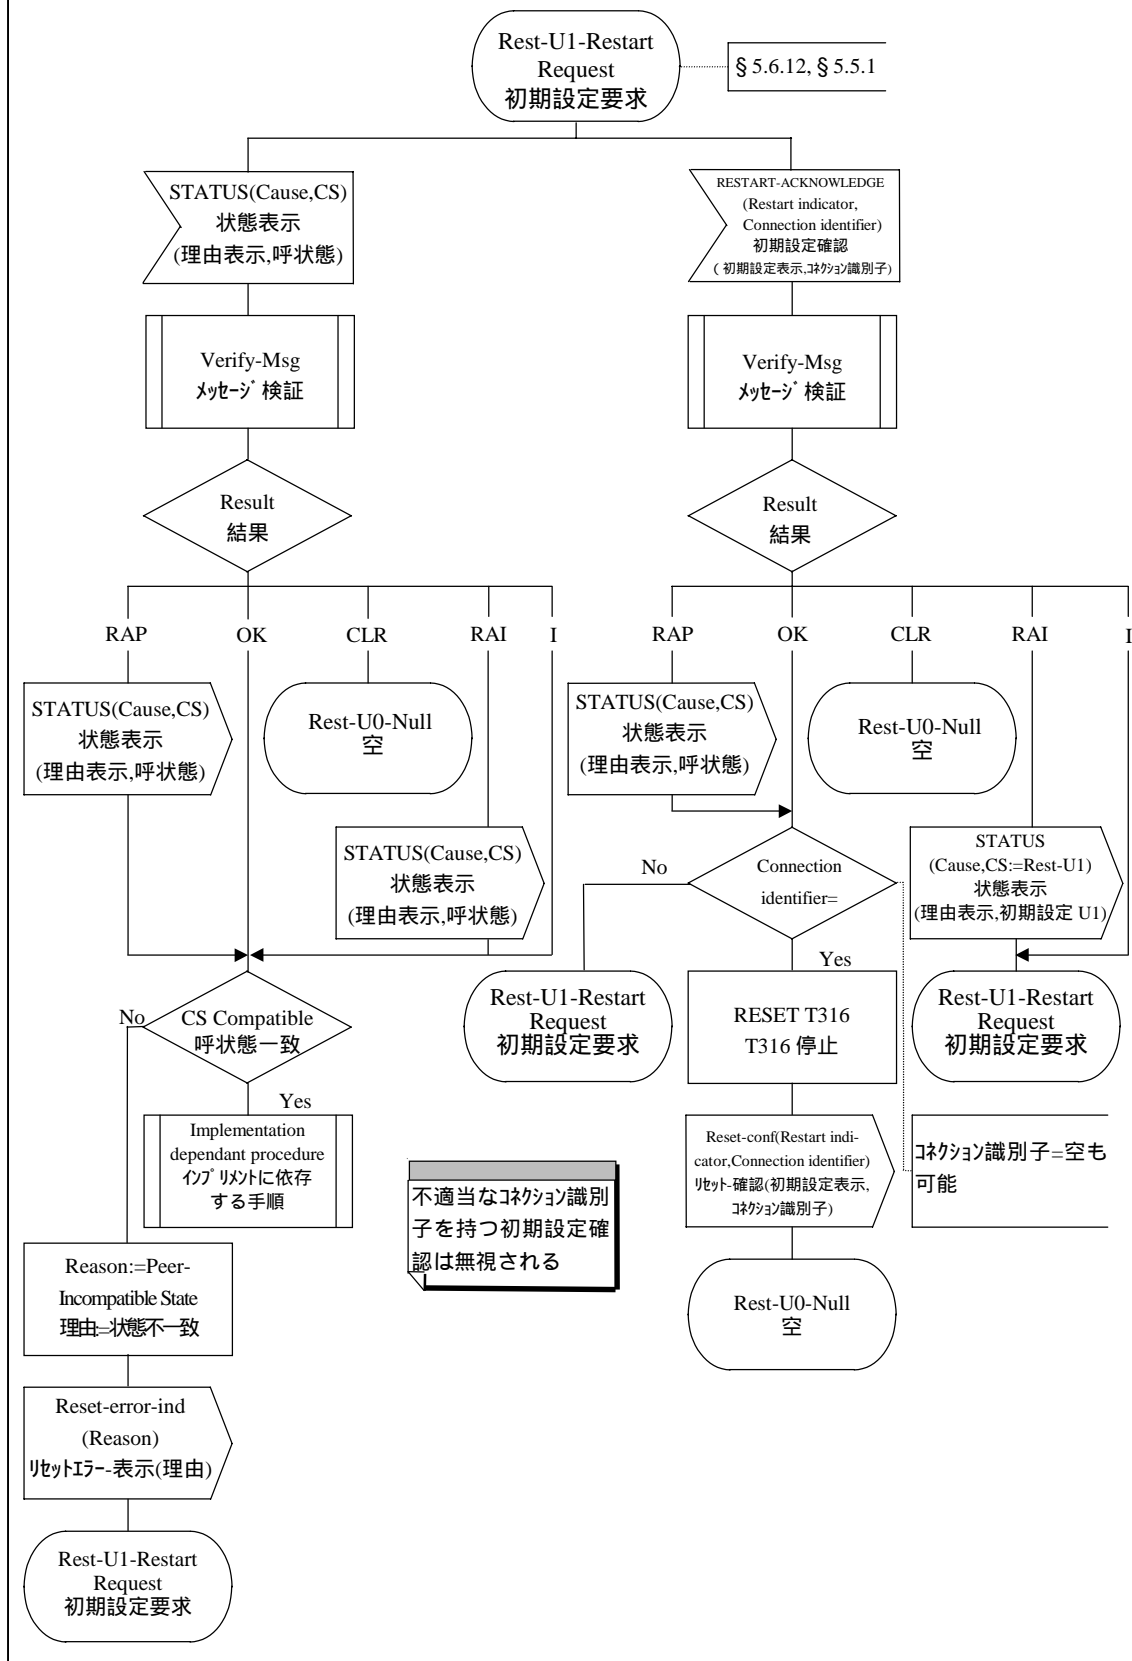 Rest-U1-Restart
Request
初期設定要求
§ 5.6.12, § 5.5.1
STATUS(Cause,CS)
状態表示
(理由表示,呼状態)
RESTART-ACKNOWLEDGE
(Restart indicator,
Connection identifier)
初期設定確認
( 初期設定表示,ｺﾈｸｼｮﾝ識別子)
Verify-Msg
ﾒｯｾｰｼﾞ 検証
Verify-Msg
ﾒｯｾｰｼﾞ 検証
Result
結果
Result
結果
RAP OK CLR RAI I
RAP OK CLR RAI I
STATUS(Cause,CS)
状態表示
(理由表示,呼状態)
Rest-U0-Null
空
STATUS(Cause,CS)
状態表示
(理由表示,呼状態)
Rest-U0-Null
空
STATUS(Cause,CS)
状態表示
(理由表示,呼状態)
No
Connection
identifier=
STATUS
(Cause,CS:=Rest-U1)
状態表示
(理由表示,初期設定 U1)
Yes
No
CS Compatible
呼状態一致
Yes
Rest-U1-Restart
Request
初期設定要求
RESET T316
T316 停止
Rest-U1-Restart
Request
初期設定要求
Implementation
dependant procedure
ｲﾝﾌﾟﾘﾒﾝﾄに依存
する手順
不適当なｺﾈｸｼｮﾝ識別
子を持つ初期設定確
認は無視される
Reset-conf(Restart indi-
cator,Connection identifier)
ﾘｾｯﾄ-確認(初期設定表示,
ｺﾈｸｼｮﾝ識別子)
ｺﾈｸｼｮﾝ識別子=空も
可能
Reason:=Peer-
Incompatible State
理由:=状態不一致
Rest-U0-Null
空
Reset-error-ind
(Reason)
ﾘｾｯﾄｴﾗｰ-表示(理由)
Rest-U1-Restart
Request
初期設定要求